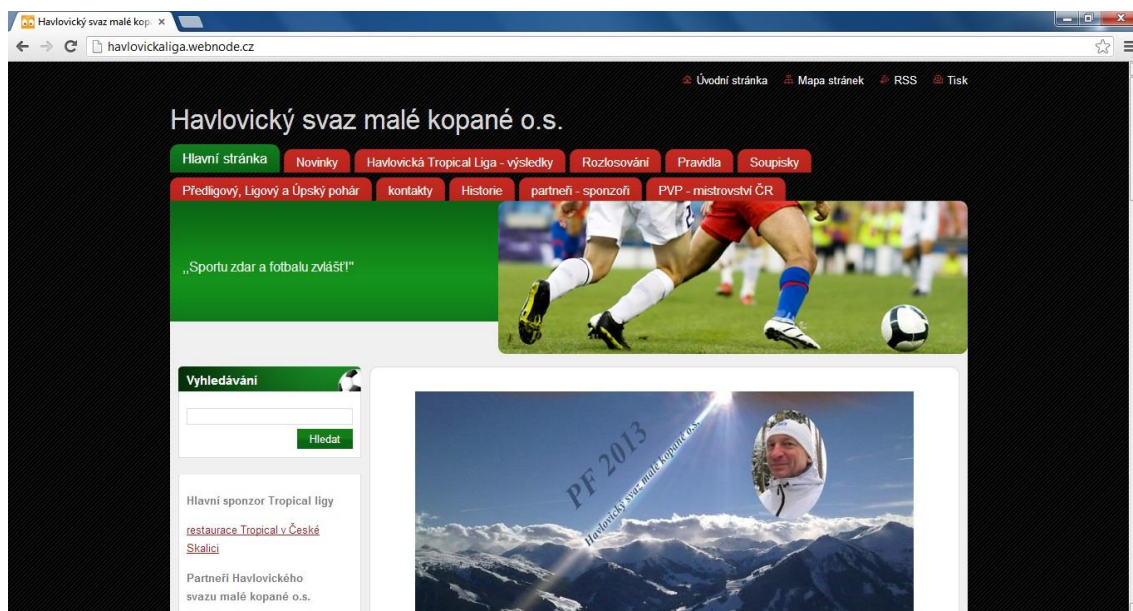 Havlovický svaz malé kop
havlovickaliga.webnode.cz
Úvodní stránka Mapa stránek RSS Tisk
Havlovický svaz malé kopané o.s.
Hlavní stránka Novinky Havlovická Tropical Liga - výsledky Rozlosování Pravidla Soupisky
Předligový, Ligový a Úpský pohár kontakty Historie partneři - sponzoři PVP - mistrovství ČR
,,Sportu zdar a fotbalu zvlášť!"
Vyhledávání
Hledat
PF 2013
Havlovický svaz malé kopané o.s.
Hlavní sponzor Tropical ligy
restaurace Tropical v České
Skalici
Partneři Havlovického
svazu malé kopané o.s.